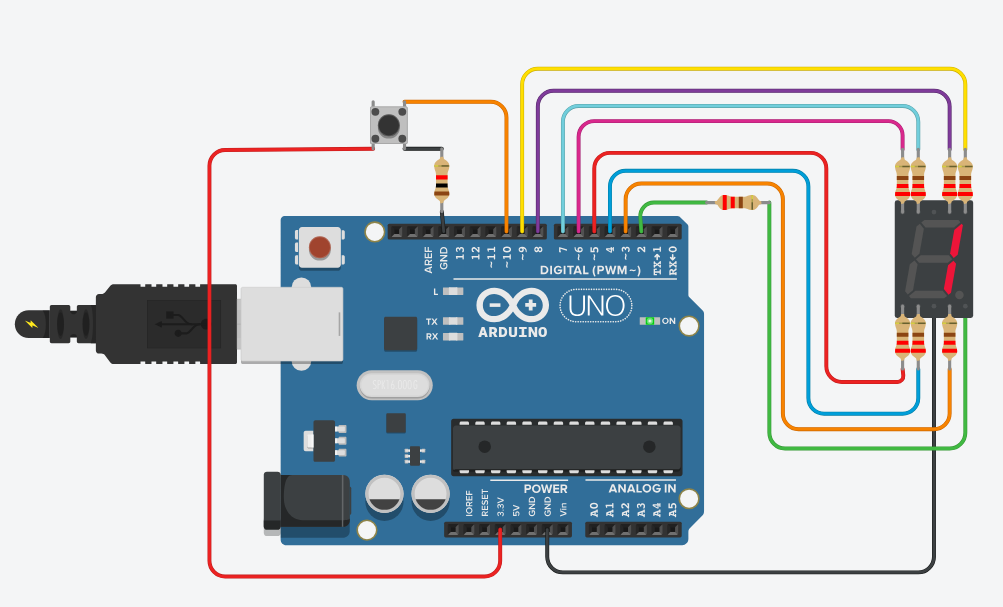 AREF
GND
13
12
~11
~10
~9
8
7
~6
~5
4
~3
2
TX→1
RX←0
DIGITAL (PWM~)
L
TX
RX
UNO
ARDUINO
ON
POWER
ANALOG IN
IOREF
RESET
3.3V
5V
GND
GND
Vin
A0
A1
A2
A3
A4
A5